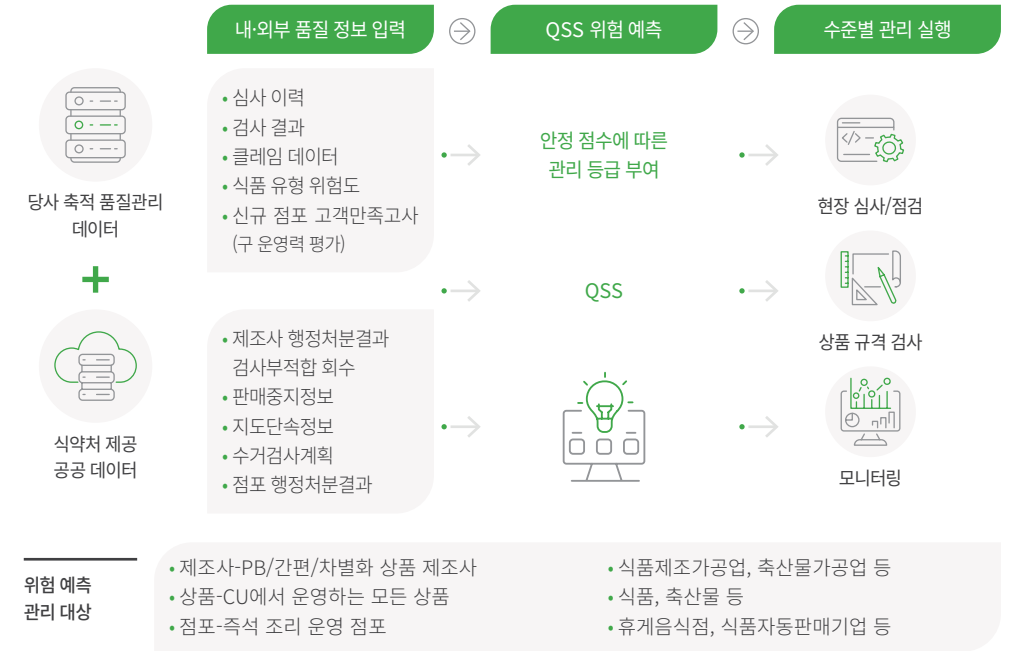 내·외부 품질 정보 입력
QSS 위험 예측
수준별 관리 실행
당사 축적 품질관리
데이터
• 심사 이력
• 검사 결과
• 클레임 데이터
• 식품 유형 위험도
• 신규 점포 고객만족고사
(구 운영력 평가)
안정 점수에 따른
관리 등급 부여
</>
현장 심사/점검
QSS
상품 규격 검사
식약처 제공
공공 데이터
• 제조사 행정처분결과
검사부적합 회수
• 판매중지정보
• 지도단속정보
• 수거검사계획
• 점포 행정처분결과
모니터링
위험 예측
관리 대상
• 제조사-PB/간편/차별화 상품 제조사
• 상품-CU에서 운영하는 모든 상품
• 점포-즉석 조리 운영 점포
• 식품제조가공업, 축산물가공업 등
• 식품, 축산물 등
• 휴게음식점, 식품자동판매기업 등